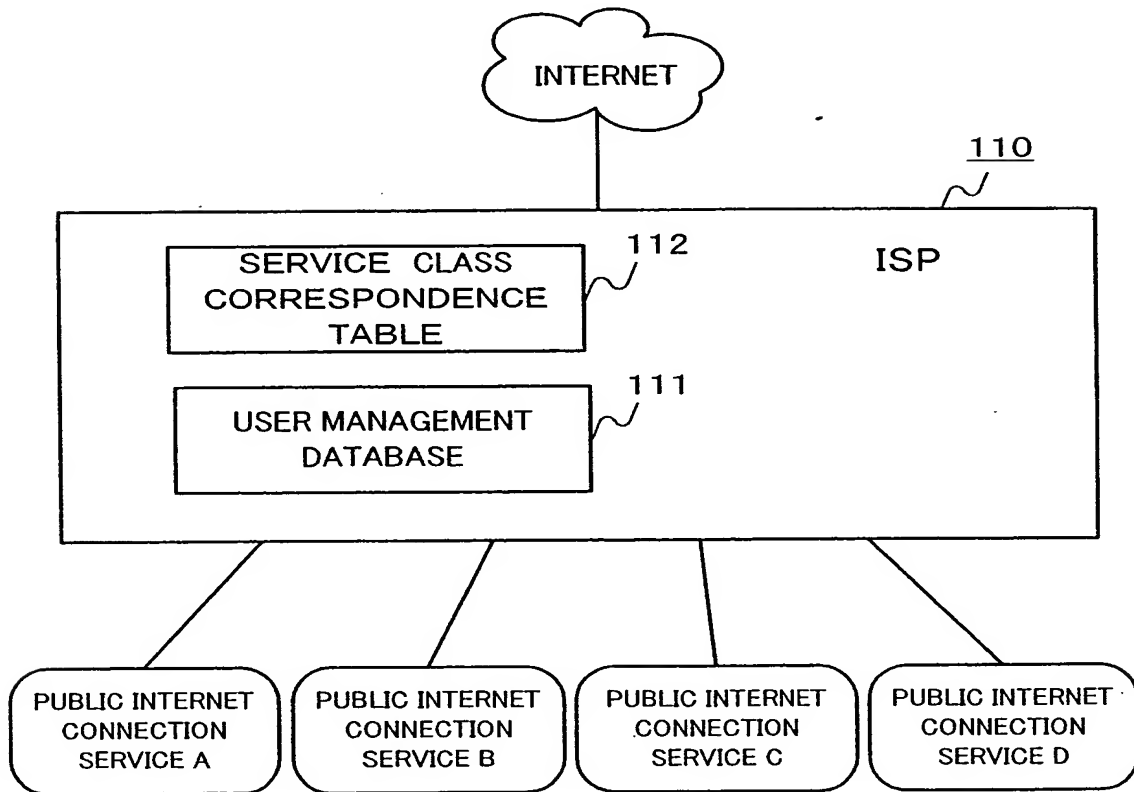 INTERNET
110
ISP
112
SERVICE CLASS
CORRESPONDENCE
TABLE
111
USER MANAGEMENT
DATABASE
PUBLIC INTERNET
CONNECTION
SERVICE A
PUBLIC INTERNET
CONNECTION
SERVICE B
PUBLIC INTERNET
CONNECTION
SERVICE C
PUBLIC INTERNET
CONNECTION
SERVICE D